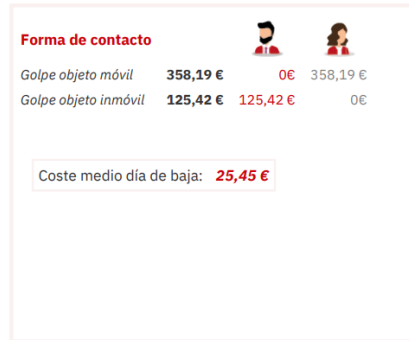 Forma de contacto
Golpe objeto móvil 358,19 € 0€ 358,19 €
Golpe objeto inmóvil 125,42 € 125,42 € 0€
Coste medio día de baja: 25,45 €